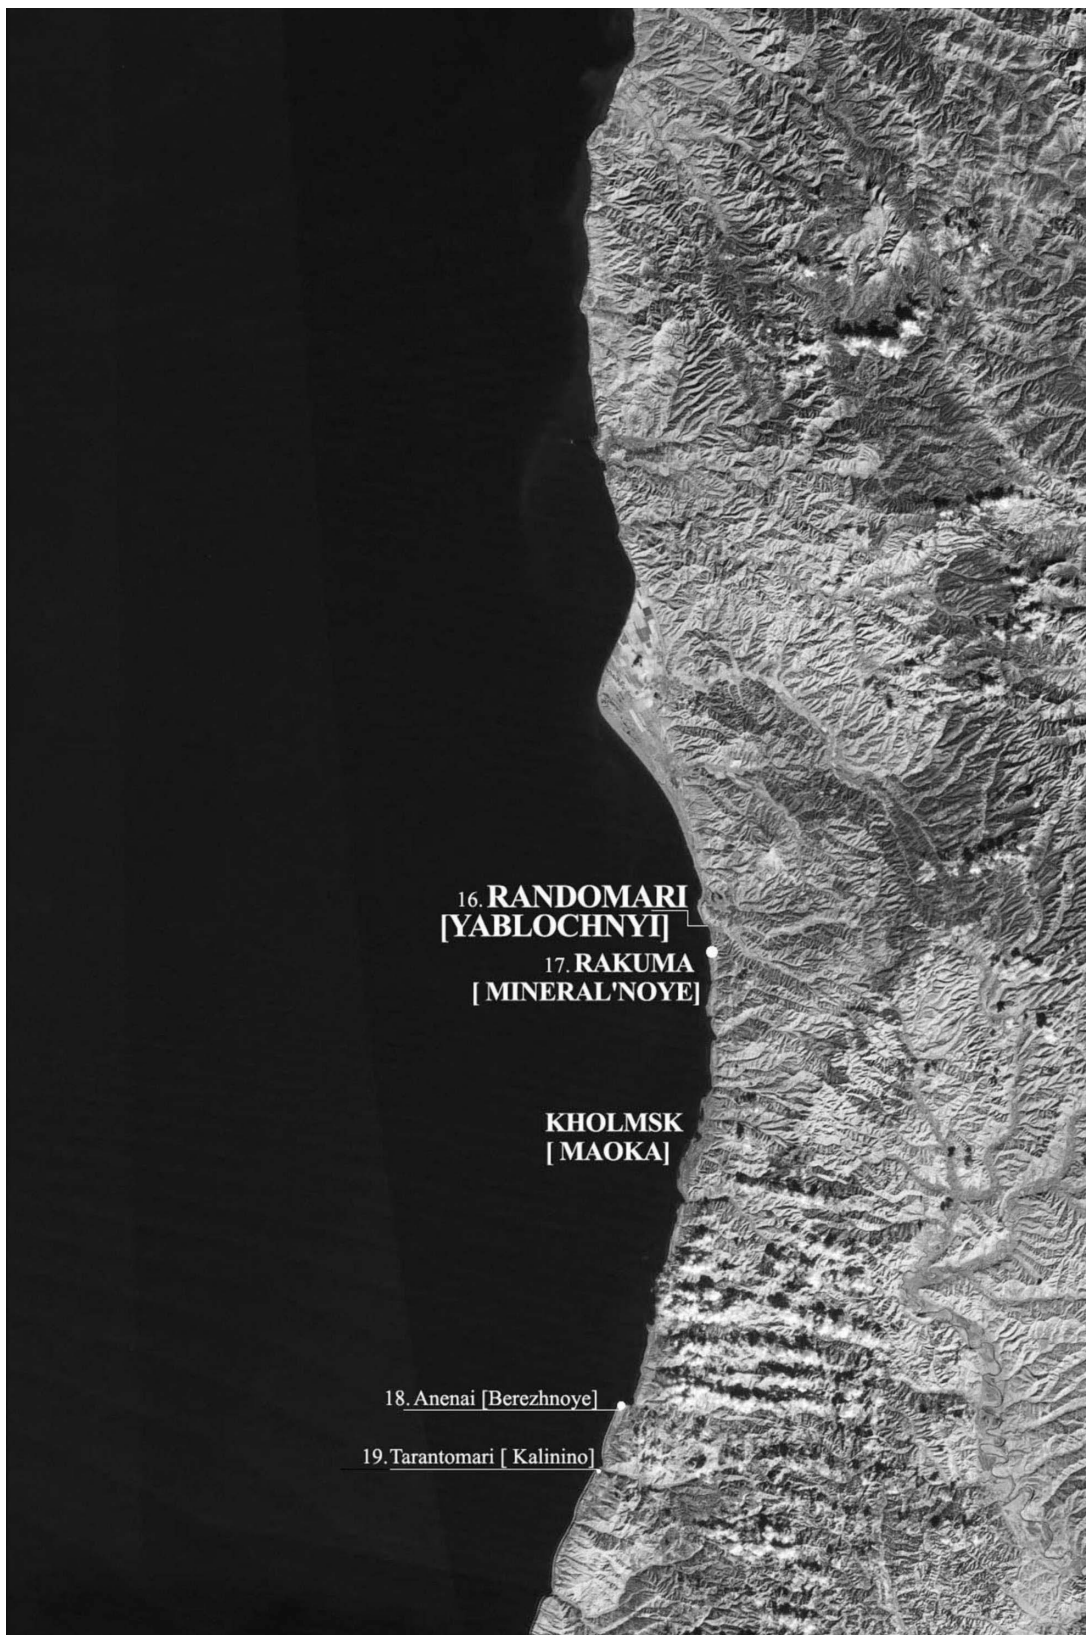 16. RANDOMARI
[YABLOCHNYI]
17. RAKUMA
[ MINERAL'NOYE]
KHOLMSK
[ MAOKA]
18. Anenai [Berezhnoye]
19. Tarantomari [ Kalinino]